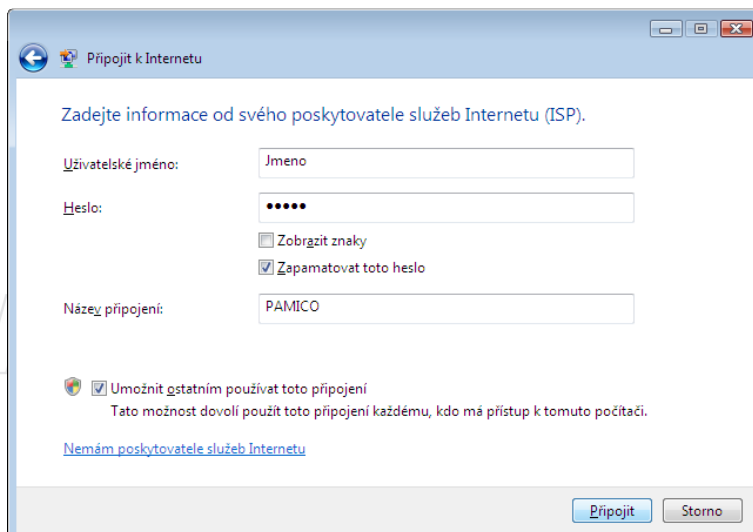 Připojit k Internetu
Zadejte informace od svého poskytovatele služeb Internetu (ISP).
Uživatelské jméno: Jmeno
Heslo: •••••
Zobrazit znaky
Zapamatovat toto heslo
Název připojení: PAMICO
Umožnit ostatním používat toto připojení
Tato možnost dovolí použít toto připojení každému, kdo má přístup k tomuto počítači.
Nemám poskytovatele služeb Internetu
Připojit Storno